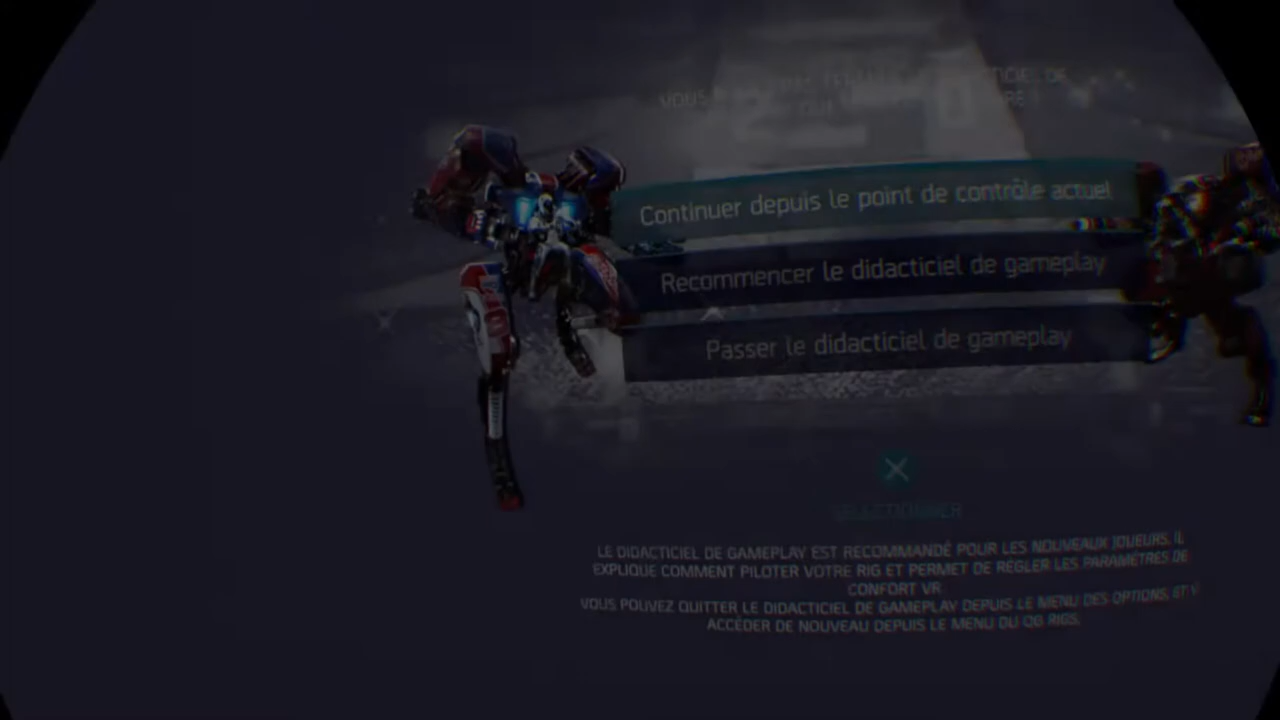 VOUS
Continuer depuis le point de contrôle actuel
Recommencer le didacticiel de gameplay
Passer le didacticiel de gameplay
SÉLECTIONNER
LE DIDACTICIEL DE GAMEPLAY EST RECOMMANDÉ POUR LES NOUVEAUX JOUEURS. IL
EXPLIQUE COMMENT PILOTER VOTRE RIG ET PERMET DE RÉGLER LES PARAMÈTRES DE
CONFORT VR
VOUS POUVEZ QUITTER LE DIDACTICIEL DE GAMEPLAY DEPUIS LE MENU DES OPTIONS, ET Y
ACCÉDER DE NOUVEAU DEPUIS LE MENU DU QG RIGS.